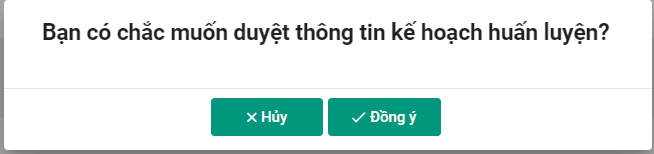 Bạn có chắc muốn duyệt thông tin kế hoạch huấn luyện?
Hủy
Đồng ý